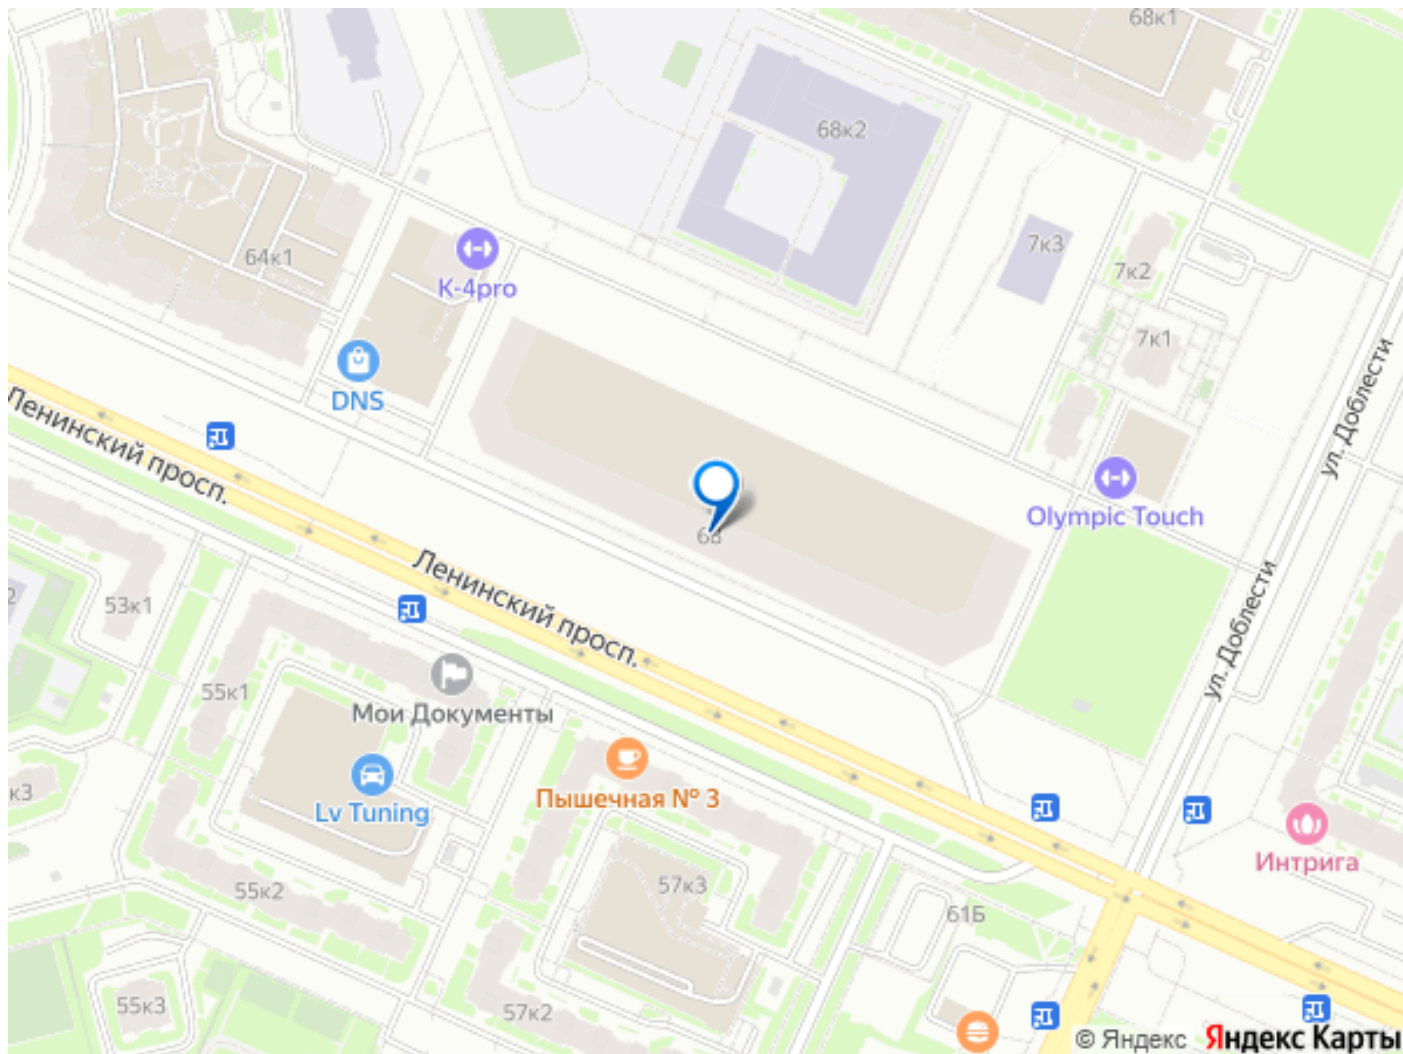 68к1
68к2
7к3
7к2
64к1
K-4pro
7к1
DNS
Ленинский просп.
ул. Доблести
Olympic Touch
Ленинский просп.
53к1
ул. Доблести
55к1
Мои Документы
к3
Пышечная № 3
Lv Tuning
Интрига
57к3
55к2
61Б
55к3
57к2
© Яндекс Яндекс Карты